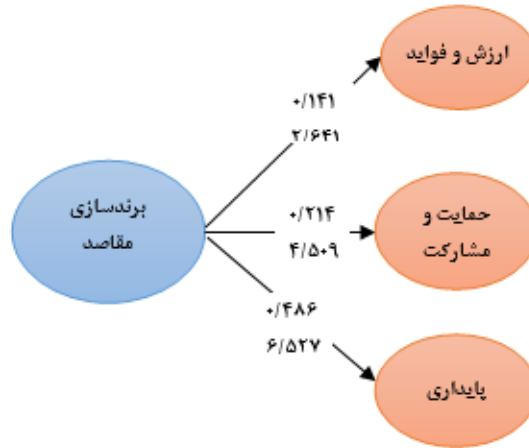 ارزش و فواید
۰/۱۴۱
۲/۶۴۱
برندسازی
مقاصد
۰/۲۱۴
۴/۵۰۹
حمایت و
مشارکت
۰/۴۸۶
۶/۵۲۷
پایداری